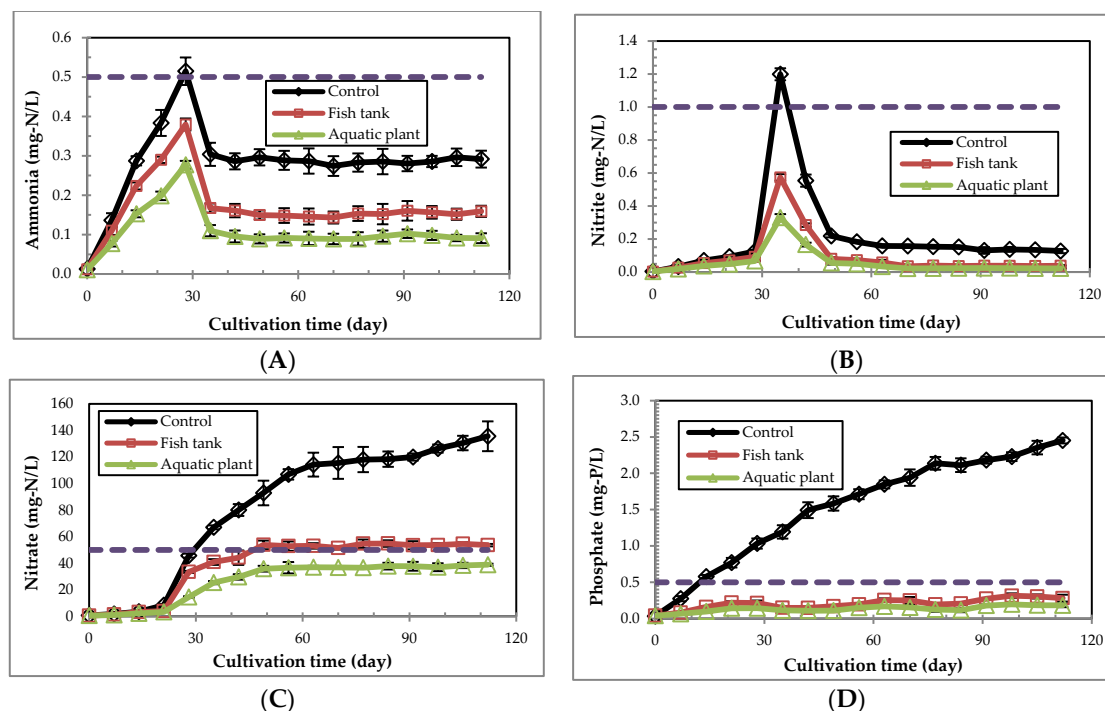 Ammonia (mg-N/L)
0.6
0.5
0.4
0.3
0.2
0.1
0.0
Control
Fish tank
Aquatic plant
0 30 60 90 120
Cultivation time (day)
(A)
Nitrite (mg-N/L)
1.4
1.2
1.0
0.8
0.6
0.4
0.2
0.0
Control
Fish tank
Aquatic plant
0 30 60 90 120
Cultivation time (day)
(B)
Nitrate (mg-N/L)
160
140
120
100
80
60
40
20
0
Control
Fish tank
Aquatic plant
0 30 60 90 120
Cultivation time (day)
(C)
Phosphate (mg-P/L)
3.0
2.5
2.0
1.5
1.0
0.5
0.0
Control
Fish tank
Aquatic plant
0 30 60 90 120
Cultivation time (day)
(D)